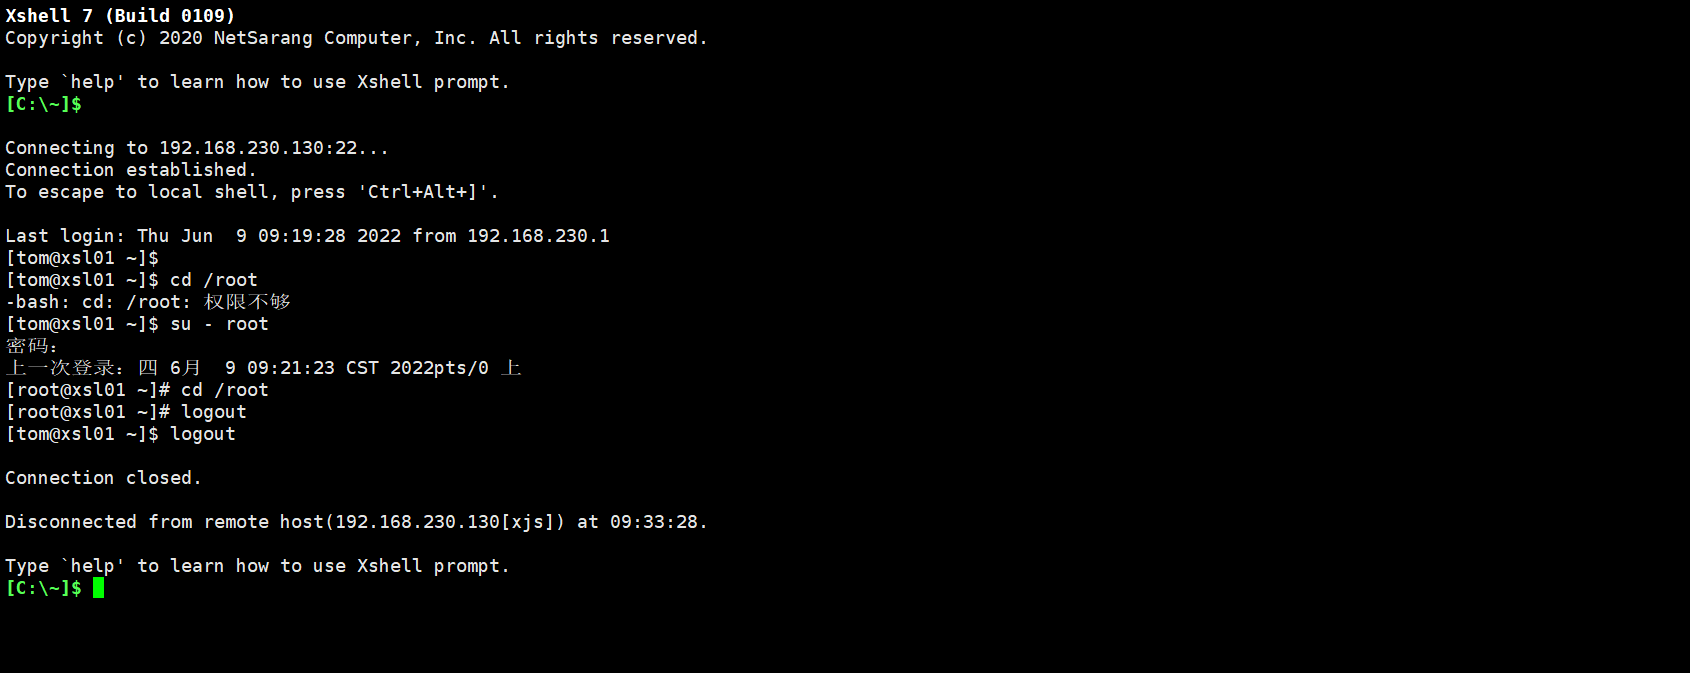 Xshell 7 (Build 0109)
Copyright (c) 2020 NetSarang Computer, Inc. All rights reserved.
Type `help' to learn how to use Xshell prompt.
[C:\~]$
Connecting to 192.168.230.130:22...
Connection established.
To escape to local shell, press 'Ctrl+Alt+]'.
Last login: Thu Jun  9 09:19:28 2022 from 192.168.230.1
[tom@xsl01 ~]$
[tom@xsl01 ~]$ cd /root
-bash: cd: /root: 权限不够
[tom@xsl01 ~]$ su - root
密码：
上一次登录：四 6月  9 09:21:23 CST 2022pts/0 上
[root@xsl01 ~]# cd /root
[root@xsl01 ~]# logout
[tom@xsl01 ~]$ logout
Connection closed.
Disconnected from remote host(192.168.230.130[xjs]) at 09:33:28.
Type `help' to learn how to use Xshell prompt.
[C:\~]$